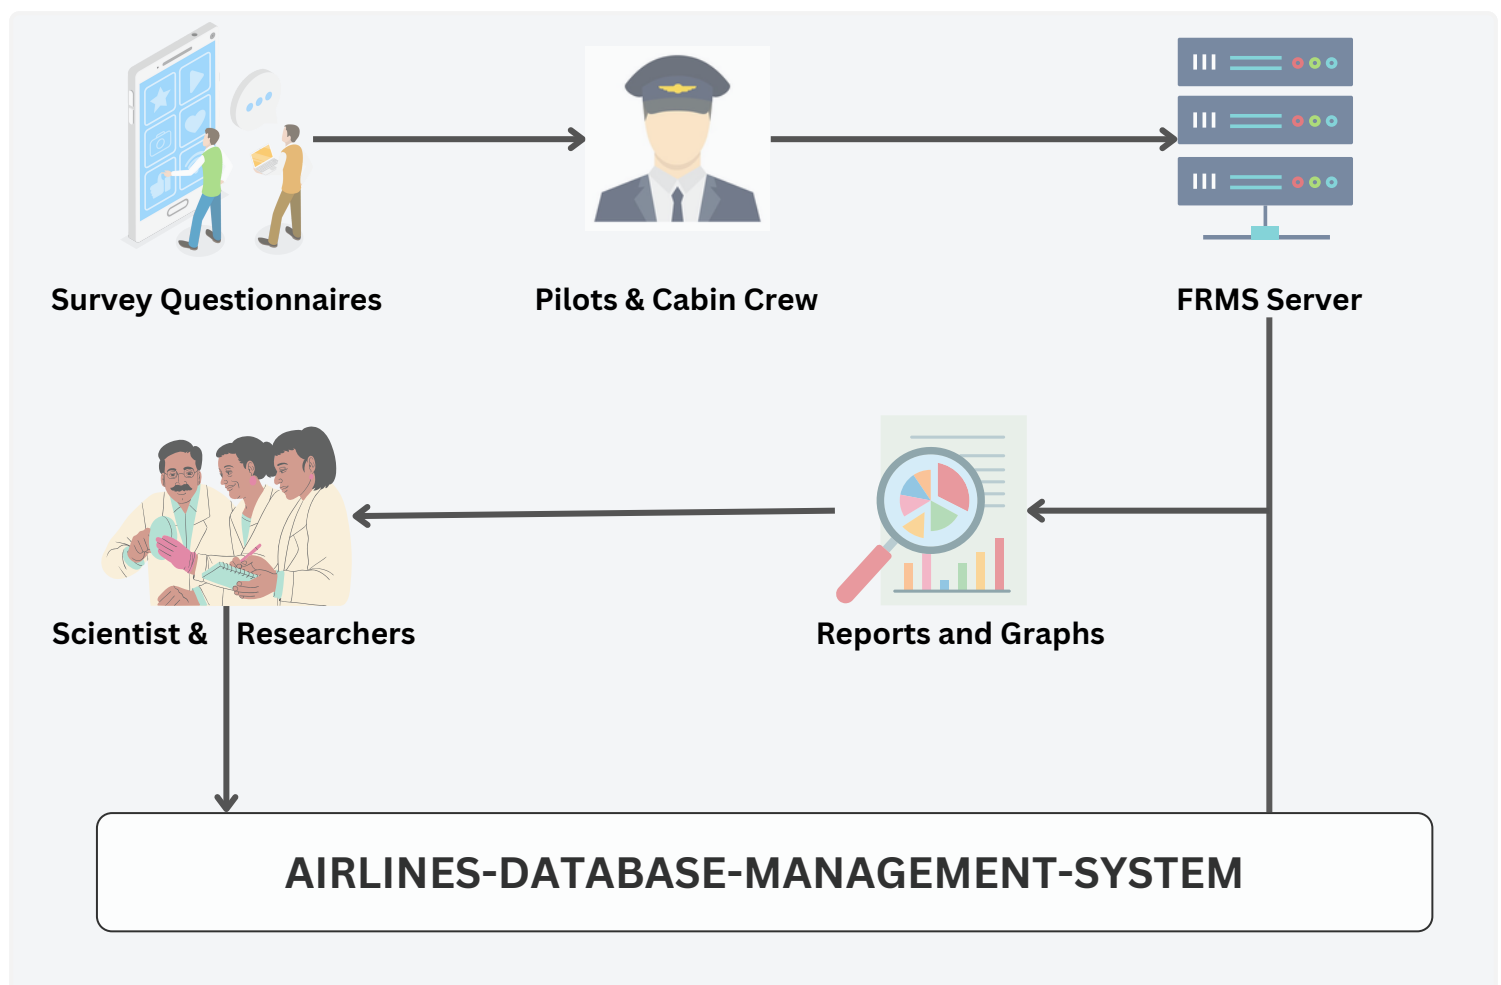 Survey Questionnaires
Pilots & Cabin Crew
FRMS Server
Scientist & Researchers
Reports and Graphs
AIRLINES-DATABASE-MANAGEMENT-SYSTEM